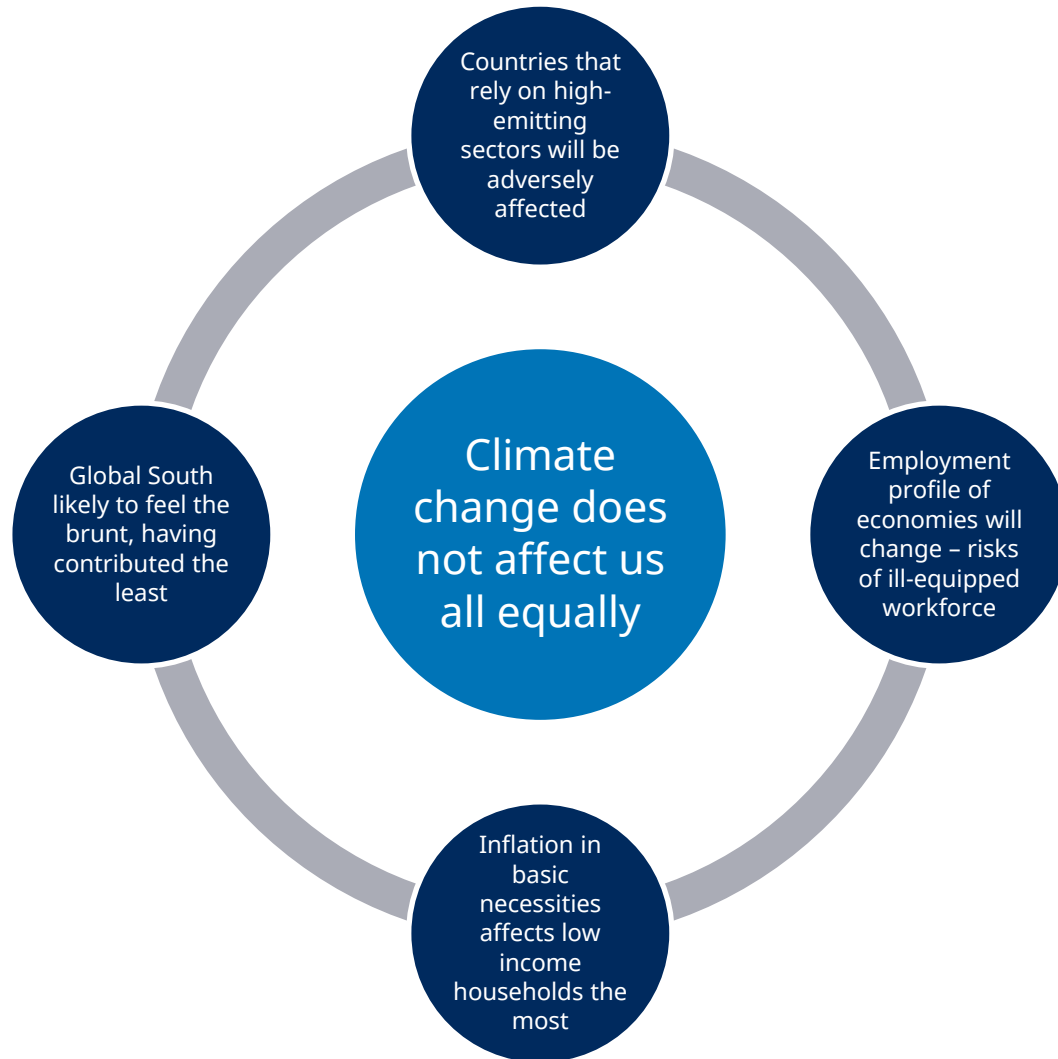 Countries that
rely on high-
emitting
sectors will be
adversely
affected
Climate
change does
not affect us
all equally
Global South
likely to feel the
brunt, having
contributed the
least
Employment
profile of
economies will
change – risks
of ill-equipped
workforce
Inflation in
basic
necessities
affects low
income
households the
most